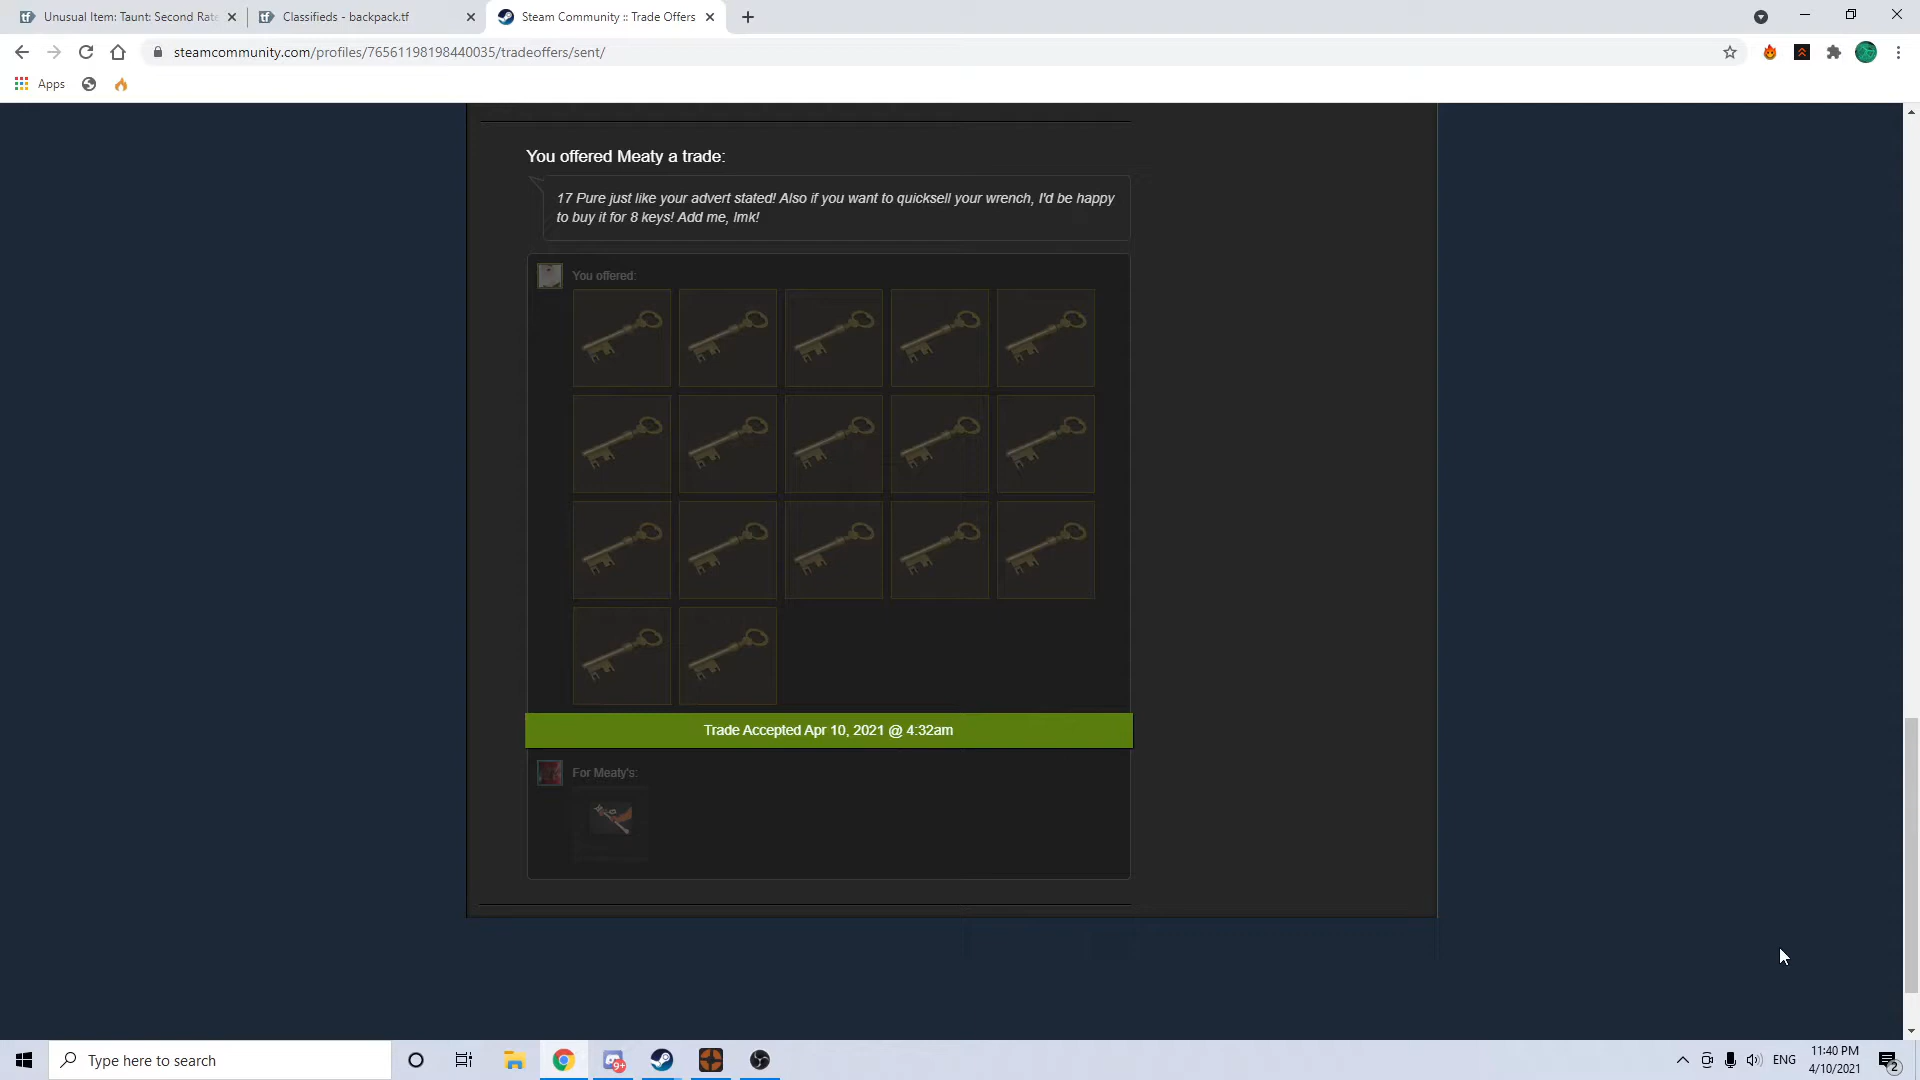 Unusual Item: Taunt: Second Rate
Classifieds - backpack.tf
Steam Community :: Trade Offers
steamcommunity.com/profiles/76561198198440035/tradeoffers/sent/
Apps
You offered Meaty a trade:
17 Pure just like your advert stated! Also if you want to quicksell your wrench, I'd be happy
to buy it for 8 keys! Add me, lmk!
You offered:
Trade Accepted Apr 10, 2021 @ 4:32am
For Meaty's:
Type here to search
9+
ENG
11:40 PM
4/10/2021
2